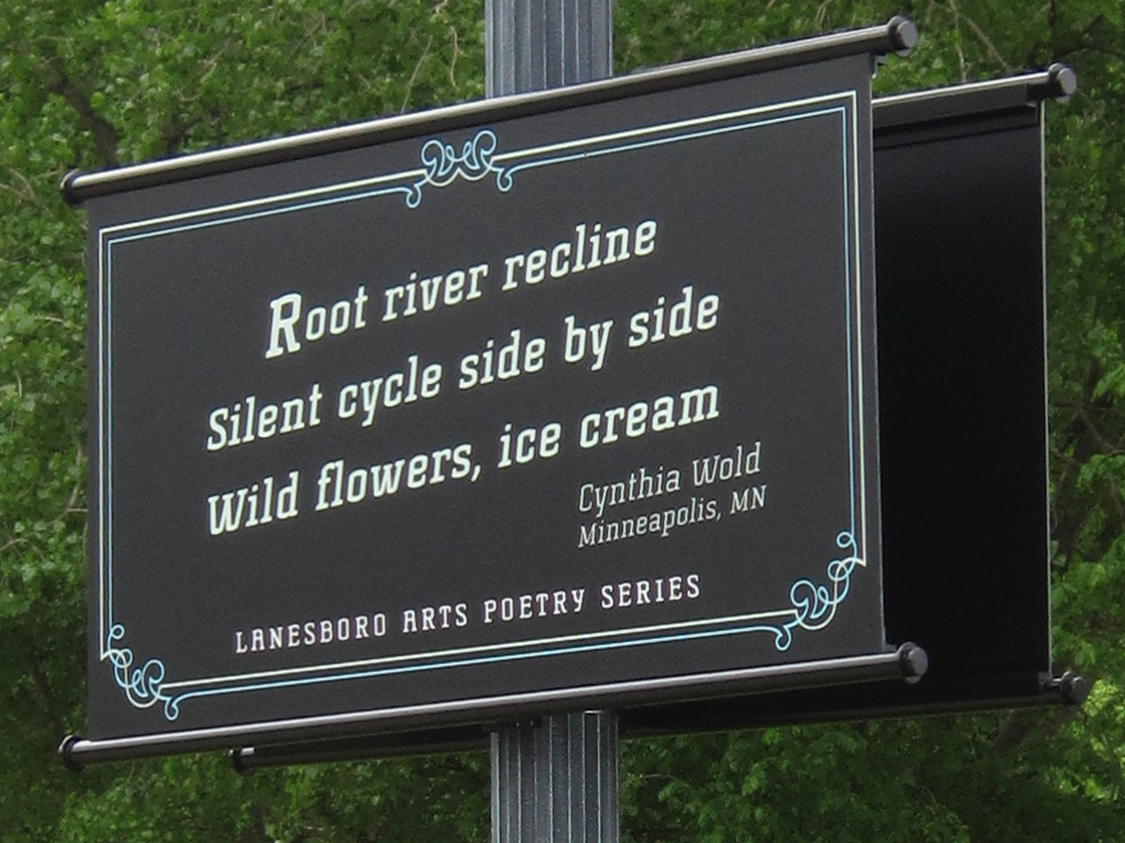 Root river recline
Silent cycle side by side
Wild flowers, ice cream
Cynthia Wold
Minneapolis, MN
LANESBORO ARTS POETRY SERIES